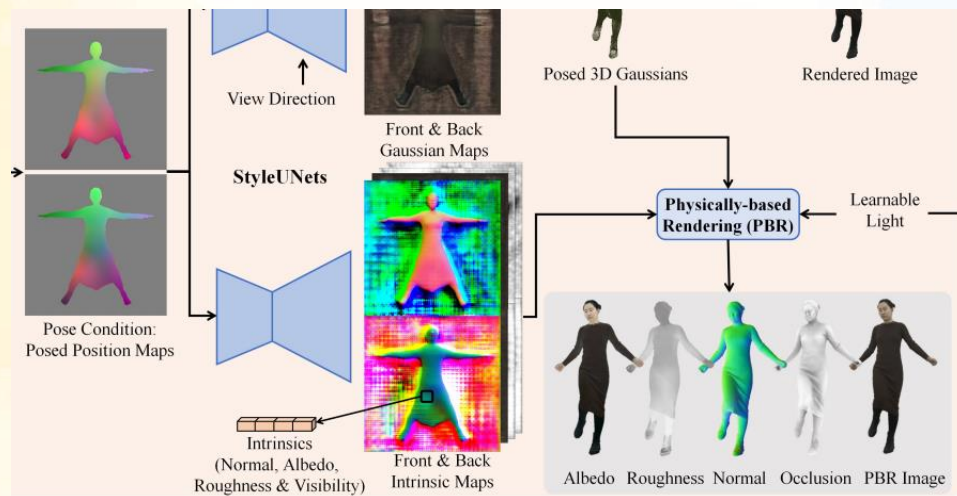 View Direction
Posed 3D Gaussians
Rendered Image
Front & Back
Gaussian Maps
StyleUNets
Physically-based
Rendering (PBR)
Learnable
Light
Pose Condition:
Posed Position Maps
Intrinsics
(Normal, Albedo,
Roughness & Visibility)
Front & Back
Intrinsic Maps
Albedo
Roughness
Normal
Occlusion
PBR Image